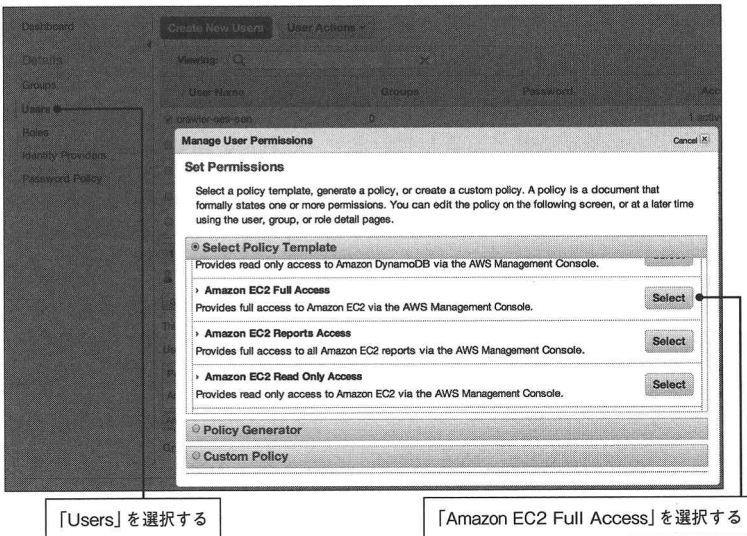 Dashboard
Create New Users
User Actions
Details
Viewing:
Groups
User Name
Groups
Password
Users
crawler-ses-sen
0
Roles
Identity Providers
Password Policy
Manage User Permissions
Cancel
Set Permissions
Select a policy template, generate a policy, or create a custom policy. A policy is a document that
formally states one or more permissions. You can edit the policy on the following screen, or at a later time
using the user, group, or role detail pages.
Select Policy Template
Provides read only access to Amazon DynamoDB via the AWS Management Console.
Amazon EC2 Full Access
Provides full access to Amazon EC2 via the AWS Management Console.
Select
Amazon EC2 Reports Access
Provides full access to all Amazon EC2 reports via the AWS Management Console.
Select
Amazon EC2 Read Only Access
Provides read only access to Amazon EC2 via the AWS Management Console.
Select
Policy Generator
Custom Policy
「Users」を選択する
「Amazon EC2 Full Access」を選択する